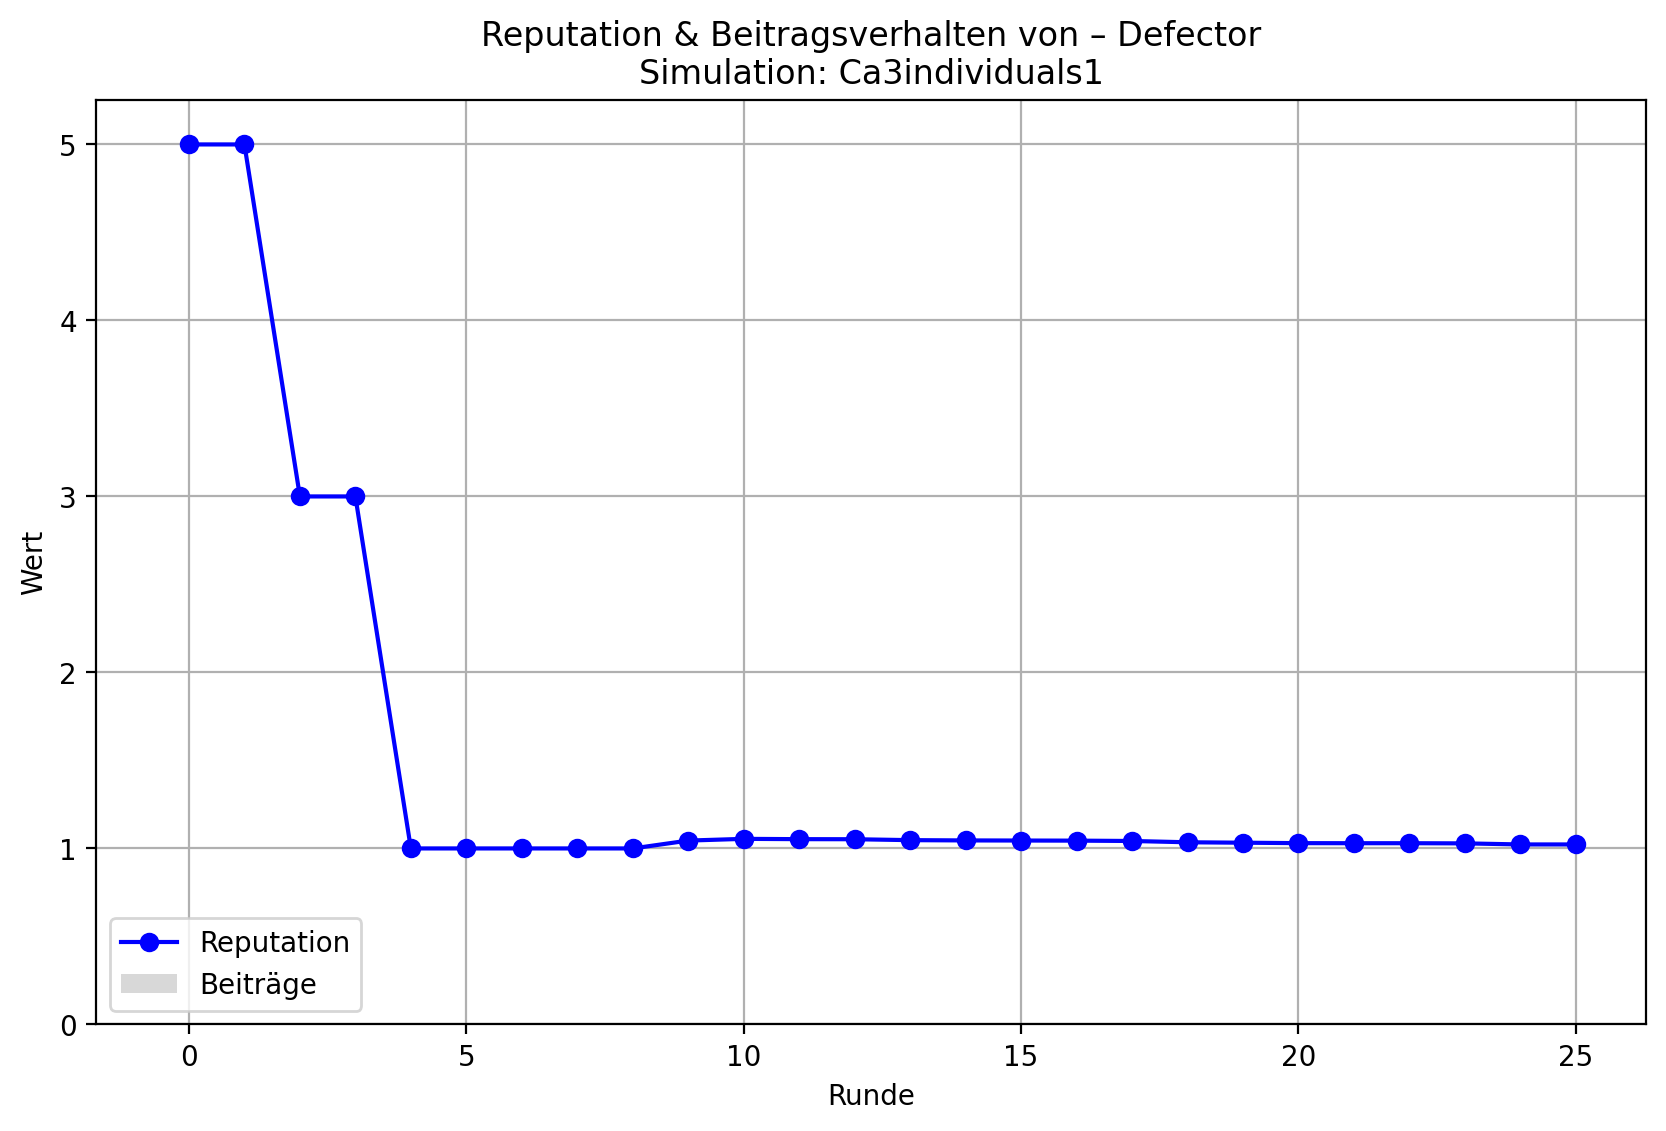 Reputation & Beitragsverhalten von – Defector
Simulation: Ca3individuals1
5
4
3
2
1
0
Wert
Reputation
Beiträge
0 5 10 15 20 25
Runde